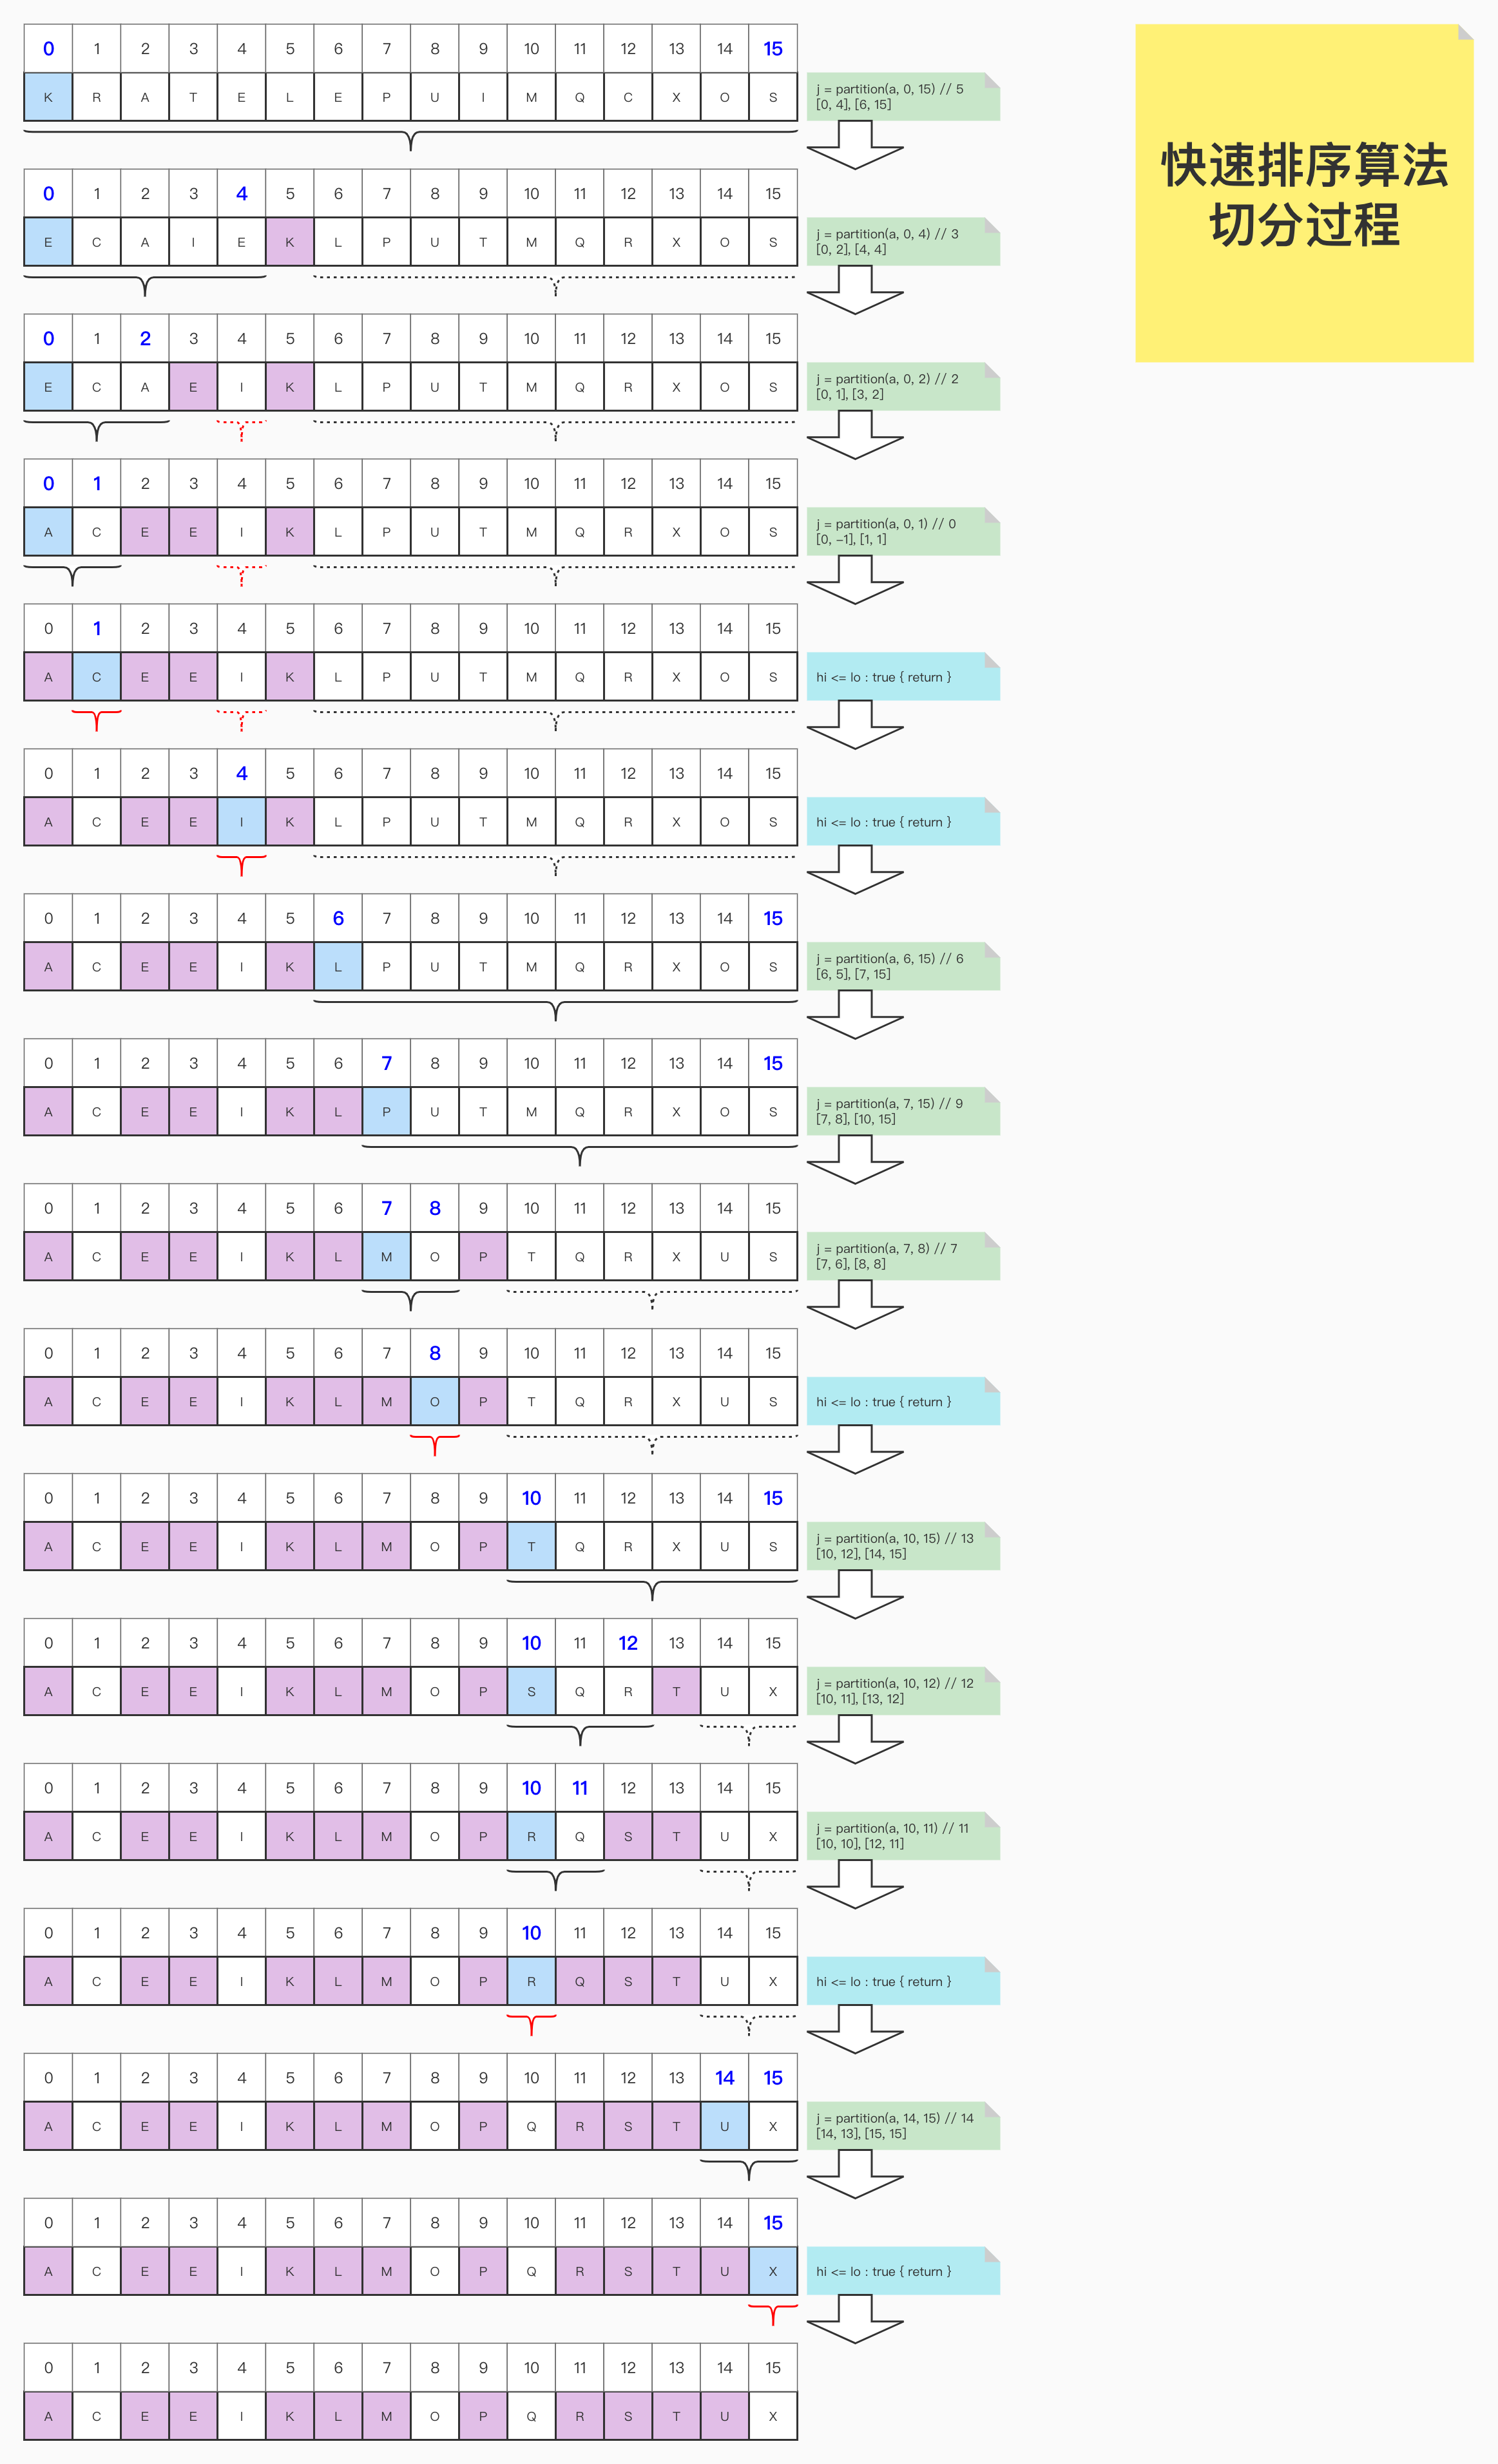 0 1 2 3 4 5 6 7 8 9 10 11 12 13 14 15
K R A T E L E P U I M Q C X O S
j = partition(a, 0, 15) // 5
[0, 4], [6, 15]
快速排序算法
切分过程
0 1 2 3 4 5 6 7 8 9 10 11 12 13 14 15
E C A I E K L P U T M Q R X O S
j = partition(a, 0, 4) // 3
[0, 2], [4, 4]
0 1 2 3 4 5 6 7 8 9 10 11 12 13 14 15
E C A E I K L P U T M Q R X O S
j = partition(a, 0, 2) // 2
[0, 1], [3, 2]
0 1 2 3 4 5 6 7 8 9 10 11 12 13 14 15
A C E E I K L P U T M Q R X O S
j = partition(a, 0, 1) // 0
[0, −1], [1, 1]
0 1 2 3 4 5 6 7 8 9 10 11 12 13 14 15
A C E E I K L P U T M Q R X O S
hi <= lo : true { return }
0 1 2 3 4 5 6 7 8 9 10 11 12 13 14 15
A C E E I K L P U T M Q R X O S
hi <= lo : true { return }
0 1 2 3 4 5 6 7 8 9 10 11 12 13 14 15
A C E E I K L P U T M Q R X O S
j = partition(a, 6, 15) // 6
[6, 5], [7, 15]
0 1 2 3 4 5 6 7 8 9 10 11 12 13 14 15
A C E E I K L P U T M Q R X O S
j = partition(a, 7, 15) // 9
[7, 8], [10, 15]
0 1 2 3 4 5 6 7 8 9 10 11 12 13 14 15
A C E E I K L M O P T Q R X U S
j = partition(a, 7, 8) // 7
[7, 6], [8, 8]
0 1 2 3 4 5 6 7 8 9 10 11 12 13 14 15
A C E E I K L M O P T Q R X U S
hi <= lo : true { return }
0 1 2 3 4 5 6 7 8 9 10 11 12 13 14 15
A C E E I K L M O P T Q R X U S
j = partition(a, 10, 15) // 13
[10, 12], [14, 15]
0 1 2 3 4 5 6 7 8 9 10 11 12 13 14 15
A C E E I K L M O P S Q R T U X
j = partition(a, 10, 12) // 12
[10, 11], [13, 12]
0 1 2 3 4 5 6 7 8 9 10 11 12 13 14 15
A C E E I K L M O P R Q S T U X
j = partition(a, 10, 11) // 11
[10, 10], [12, 11]
0 1 2 3 4 5 6 7 8 9 10 11 12 13 14 15
A C E E I K L M O P R Q S T U X
hi <= lo : true { return }
0 1 2 3 4 5 6 7 8 9 10 11 12 13 14 15
A C E E I K L M O P Q R S T U X
j = partition(a, 14, 15) // 14
[14, 13], [15, 15]
0 1 2 3 4 5 6 7 8 9 10 11 12 13 14 15
A C E E I K L M O P Q R S T U X
hi <= lo : true { return }
0 1 2 3 4 5 6 7 8 9 10 11 12 13 14 15
A C E E I K L M O P Q R S T U X